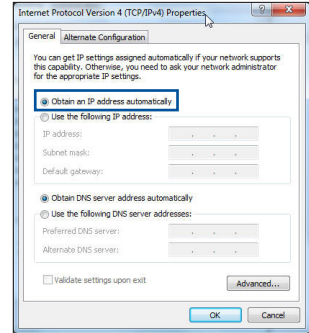 Internet Protocol Version 4 (TCP/IPv4) Properties
General
Alternate Configuration
You can get IP settings assigned automatically if your network supports
this capability. Otherwise, you need to ask your network administrator
for the appropriate IP settings.
Obtain an IP address automatically
Use the following IP address:
IP address:
Subnet mask:
Default gateway:
Obtain DNS server address automatically
Use the following DNS server addresses:
Preferred DNS server:
Alternate DNS server:
Validate settings upon exit
Advanced...
OK
Cancel